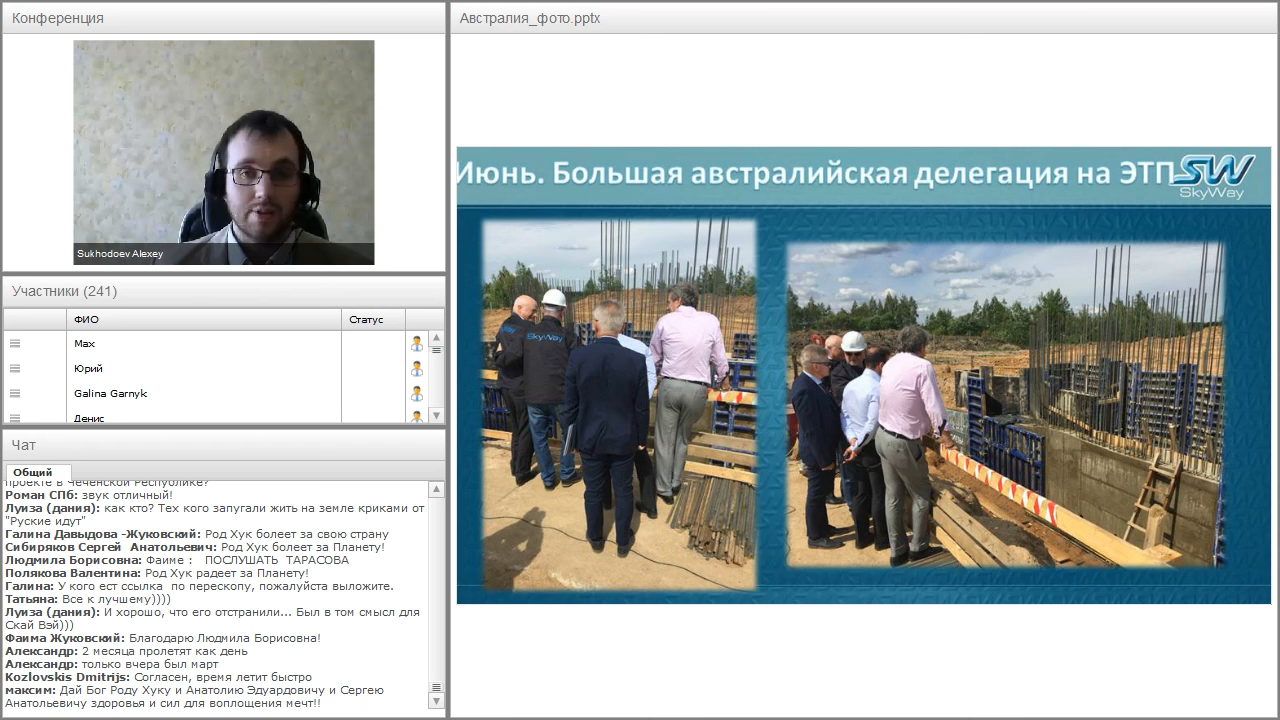 Конференция
Sukhodoev Alexey
Участники (241)
ФИО
Статус
Max
Юрий
Galina Garnyk
Денис
Чат
Общий
проекте в Чеченской Республике?
Роман СПб: звук отличный!
Луиза (дания): как кто? Тех кого запугали жить на земле криками от
"Руские идут"
Галина Давыдова -Жуковский: Род Хук болеет за свою страну
Сибиряков Сергей Анатольевич: Род Хук болеет за Планету!
Людмила Борисовна: Фаиме : ПОСЛУШАТЬ ТАРАСОВА
Полякова Валентина: Род Хук радеет за Планету!
Галина: У кого ест ссылка по перескопу, пожалуйста выложите.
Татьяна: Все к лучшему))))
Луиза (дания): И хорошо, что его отстранили... Был в том смысл для
Скай Вэй)))
Фаима Жуковский: Благодарю Людмила Борисовна!
Александр: 2 месяца пролетят как день
Александр: только вчера был март
Kozlovskis Dmitrijs: Согласен, время летит быстро
максим: Дай Бог Роду Хуку и Анатолию Эдуардовичу и Сергею
Анатольевичу здоровья и сил для воплощения мечт!!
Австралия_фото.pptx
Июнь. Большая австралийская делегация на ЭТП
SW
SkyWay
SkyWay